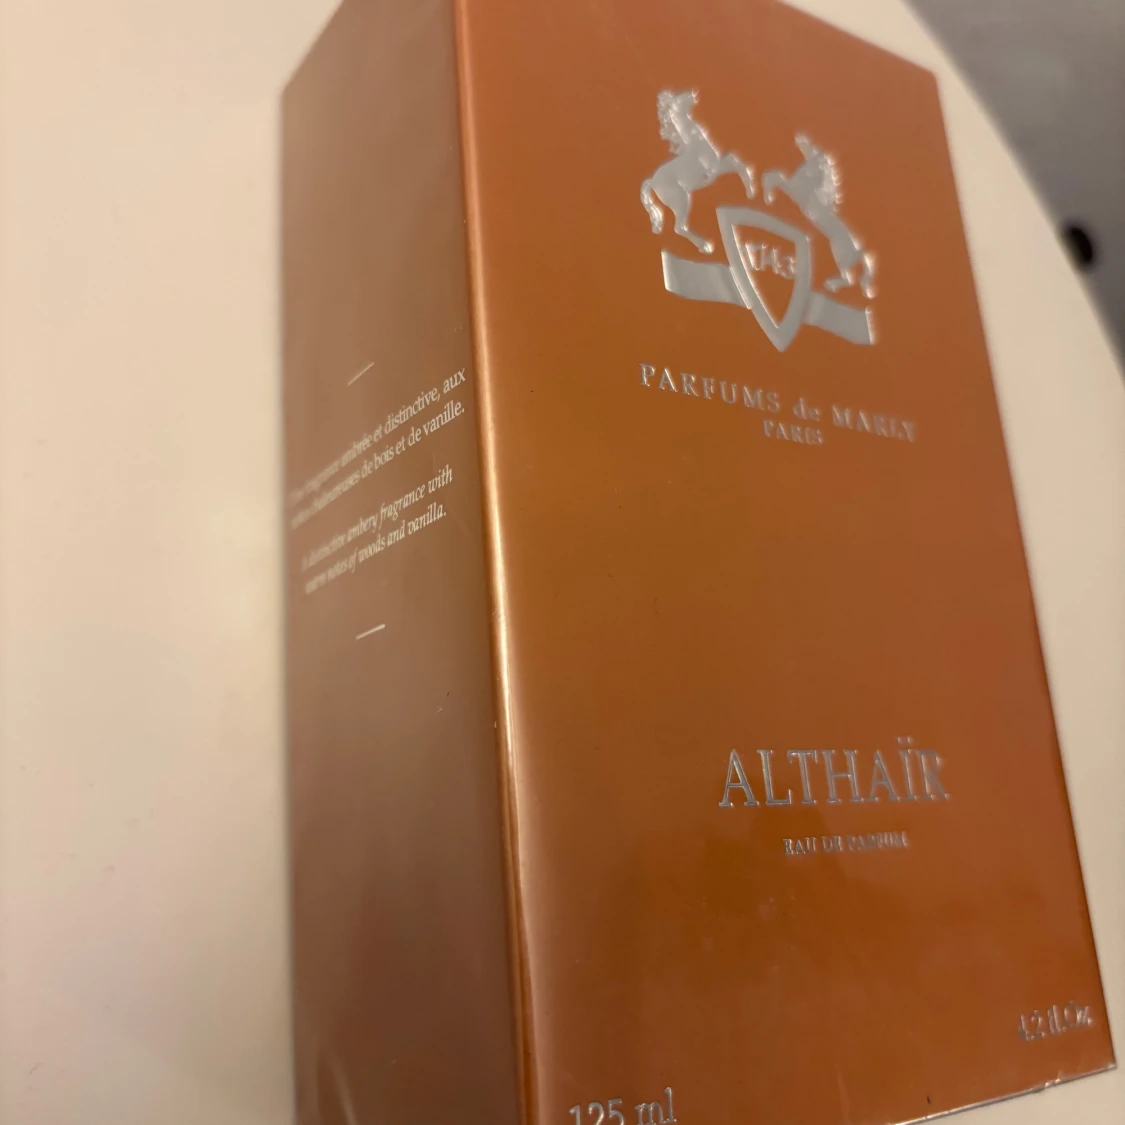 1743
PARFUMS de MARLY
PARIS
Une fragrance ambrée et distinctive, aux
notes chaleureuses de bois et de vanille.
A distinctive ambery fragrance with
warm notes of woods and vanilla.
ALTHAÏR
EAU DE PARFUM
4.2 fl.Oz
125 ml